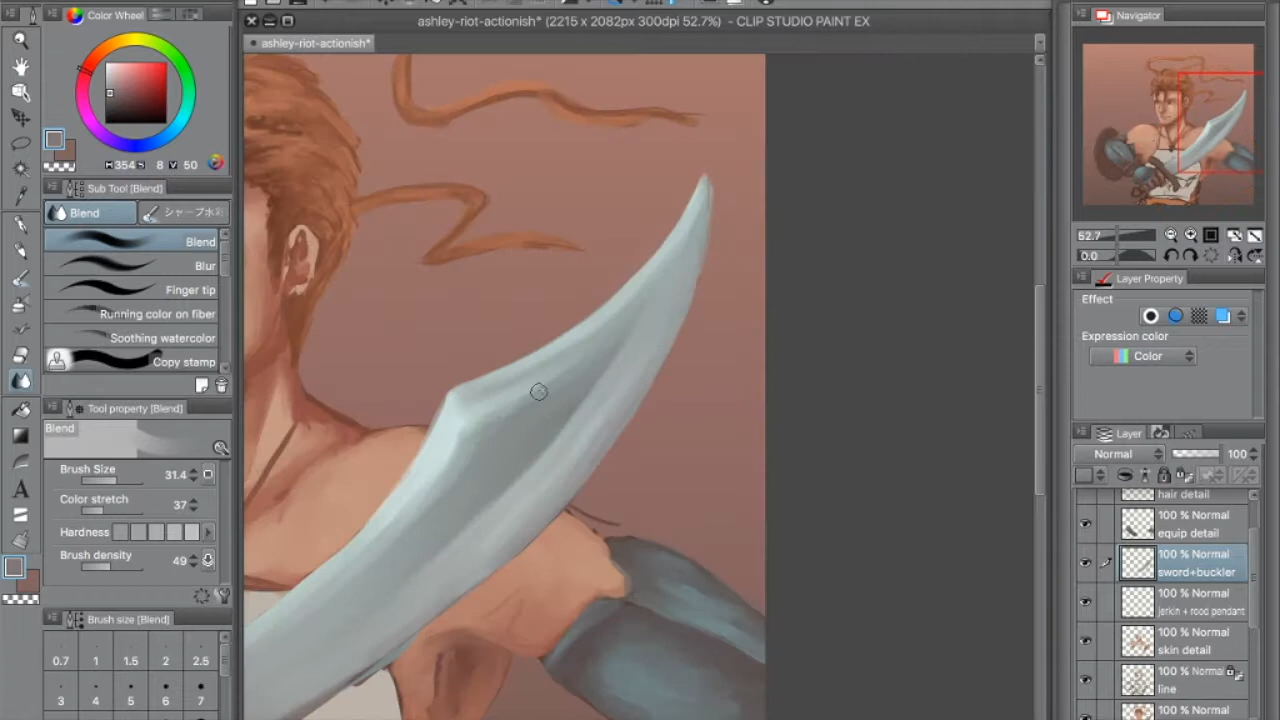 Color Wheel
ashley-riot-actionish* (2215 x 2082px 300dpi 52.7%) - CLIP STUDIO PAINT EX
Navigator
ashley-riot-actionish*
H 354 S 8 V 50
Sub Tool [Blend]
Blend
シャープ水彩
Blend
Blur
Finger tip
Running color on fiber
Soothing watercolor
Copy stamp
Tool property [Blend]
Blend
Brush Size 31.4
Color stretch 37
Hardness
Brush density 49
Brush size [Blend]
0.7 1 1.5 2 2.5
3 4 5 6 7
52.7
0.0
Layer Property
Effect
Expression color
Color
Layer
Normal 100
hair detail
100 % Normal
equip detail
100 % Normal
sword+buckler
100 % Normal
jerkin + rood pendant
100 % Normal
skin detail
100 % Normal
line
100 % Normal
A